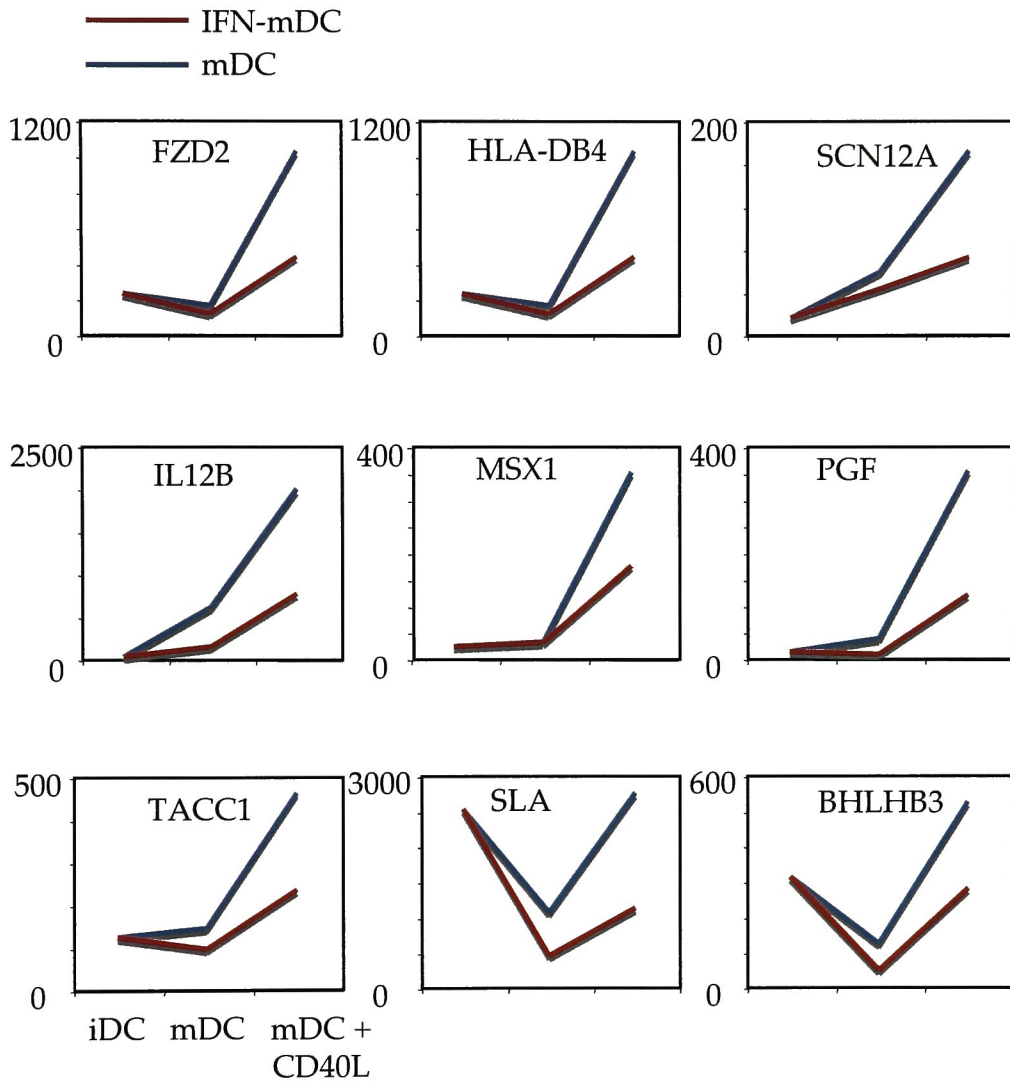 IFN-mDC
mDC
1200
FZD2
0
1200
HLA-DB4
0
200
SCN12A
0
2500
IL12B
0
400
MSX1
0
400
PGF
0
500
TACC1
0
3000
SLA
0
600
BHLHB3
0
iDC mDC mDC +
CD40L